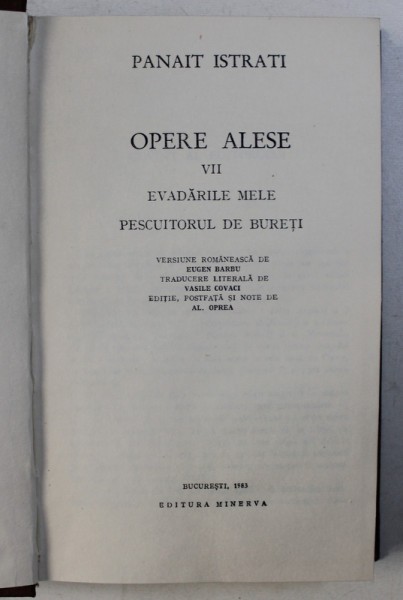 PANAIT ISTRATI
OPERE ALESE
VII
EVADĂRILE MELE
PESCUITORUL DE BUREȚI
VERSIUNE ROMÂNEASCĂ DE
EUGEN BARBU
TRADUCERE LITERALĂ DE
VASILE COVACI
EDIȚIE, POSTFAȚĂ ȘI NOTE DE
AL. OPREA
BUCUREȘTI, 1983
EDITURA MINERVA